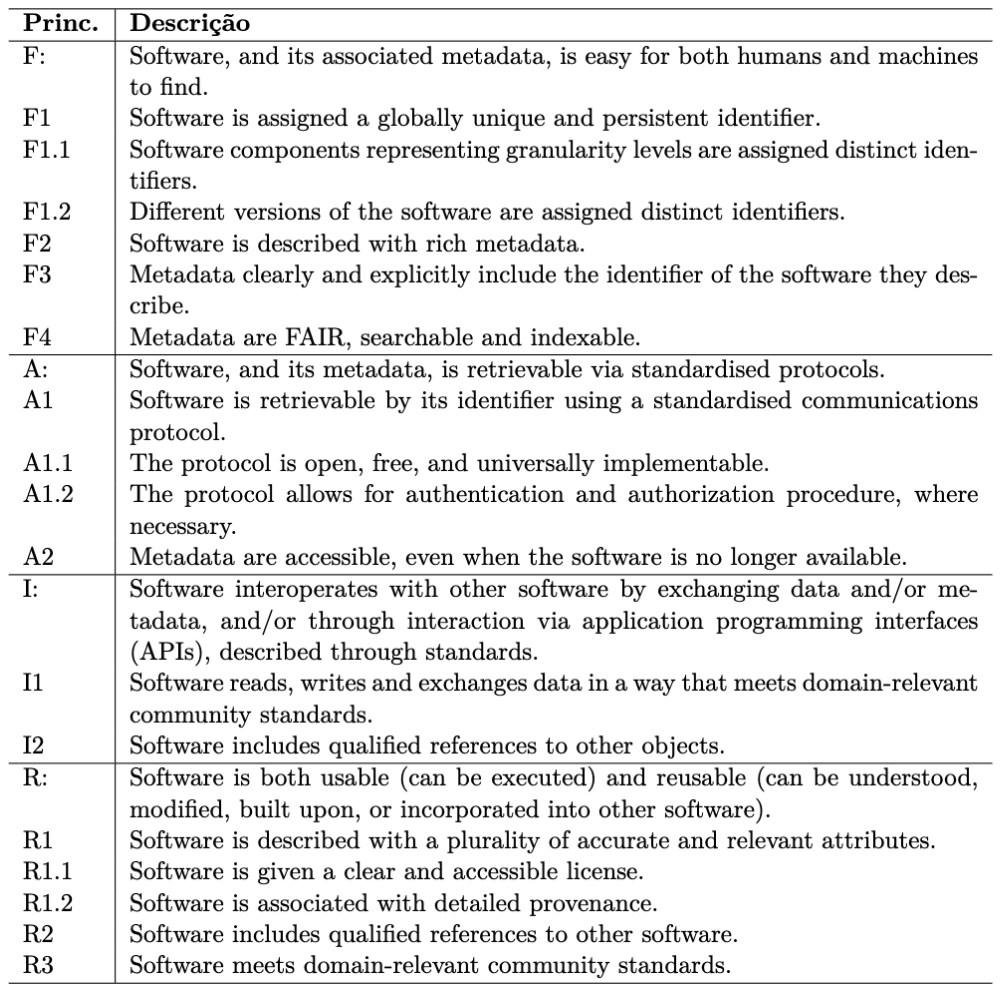 Princ. Descrição
F: Software, and its associated metadata, is easy for both humans and machines
to find.
F1 Software is assigned a globally unique and persistent identifier.
F1.1 Software components representing granularity levels are assigned distinct iden-
tifiers.
F1.2 Different versions of the software are assigned distinct identifiers.
F2 Software is described with rich metadata.
F3 Metadata clearly and explicitly include the identifier of the software they des-
cribe.
F4 Metadata are FAIR, searchable and indexable.
A: Software, and its metadata, is retrievable via standardised protocols.
A1 Software is retrievable by its identifier using a standardised communications
protocol.
A1.1 The protocol is open, free, and universally implementable.
A1.2 The protocol allows for authentication and authorization procedure, where
necessary.
A2 Metadata are accessible, even when the software is no longer available.
I: Software interoperates with other software by exchanging data and/or me-
tadata, and/or through interaction via application programming interfaces
(APIs), described through standards.
I1 Software reads, writes and exchanges data in a way that meets domain-relevant
community standards.
I2 Software includes qualified references to other objects.
R: Software is both usable (can be executed) and reusable (can be understood,
modified, built upon, or incorporated into other software).
R1 Software is described with a plurality of accurate and relevant attributes.
R1.1 Software is given a clear and accessible license.
R1.2 Software is associated with detailed provenance.
R2 Software includes qualified references to other software.
R3 Software meets domain-relevant community standards.